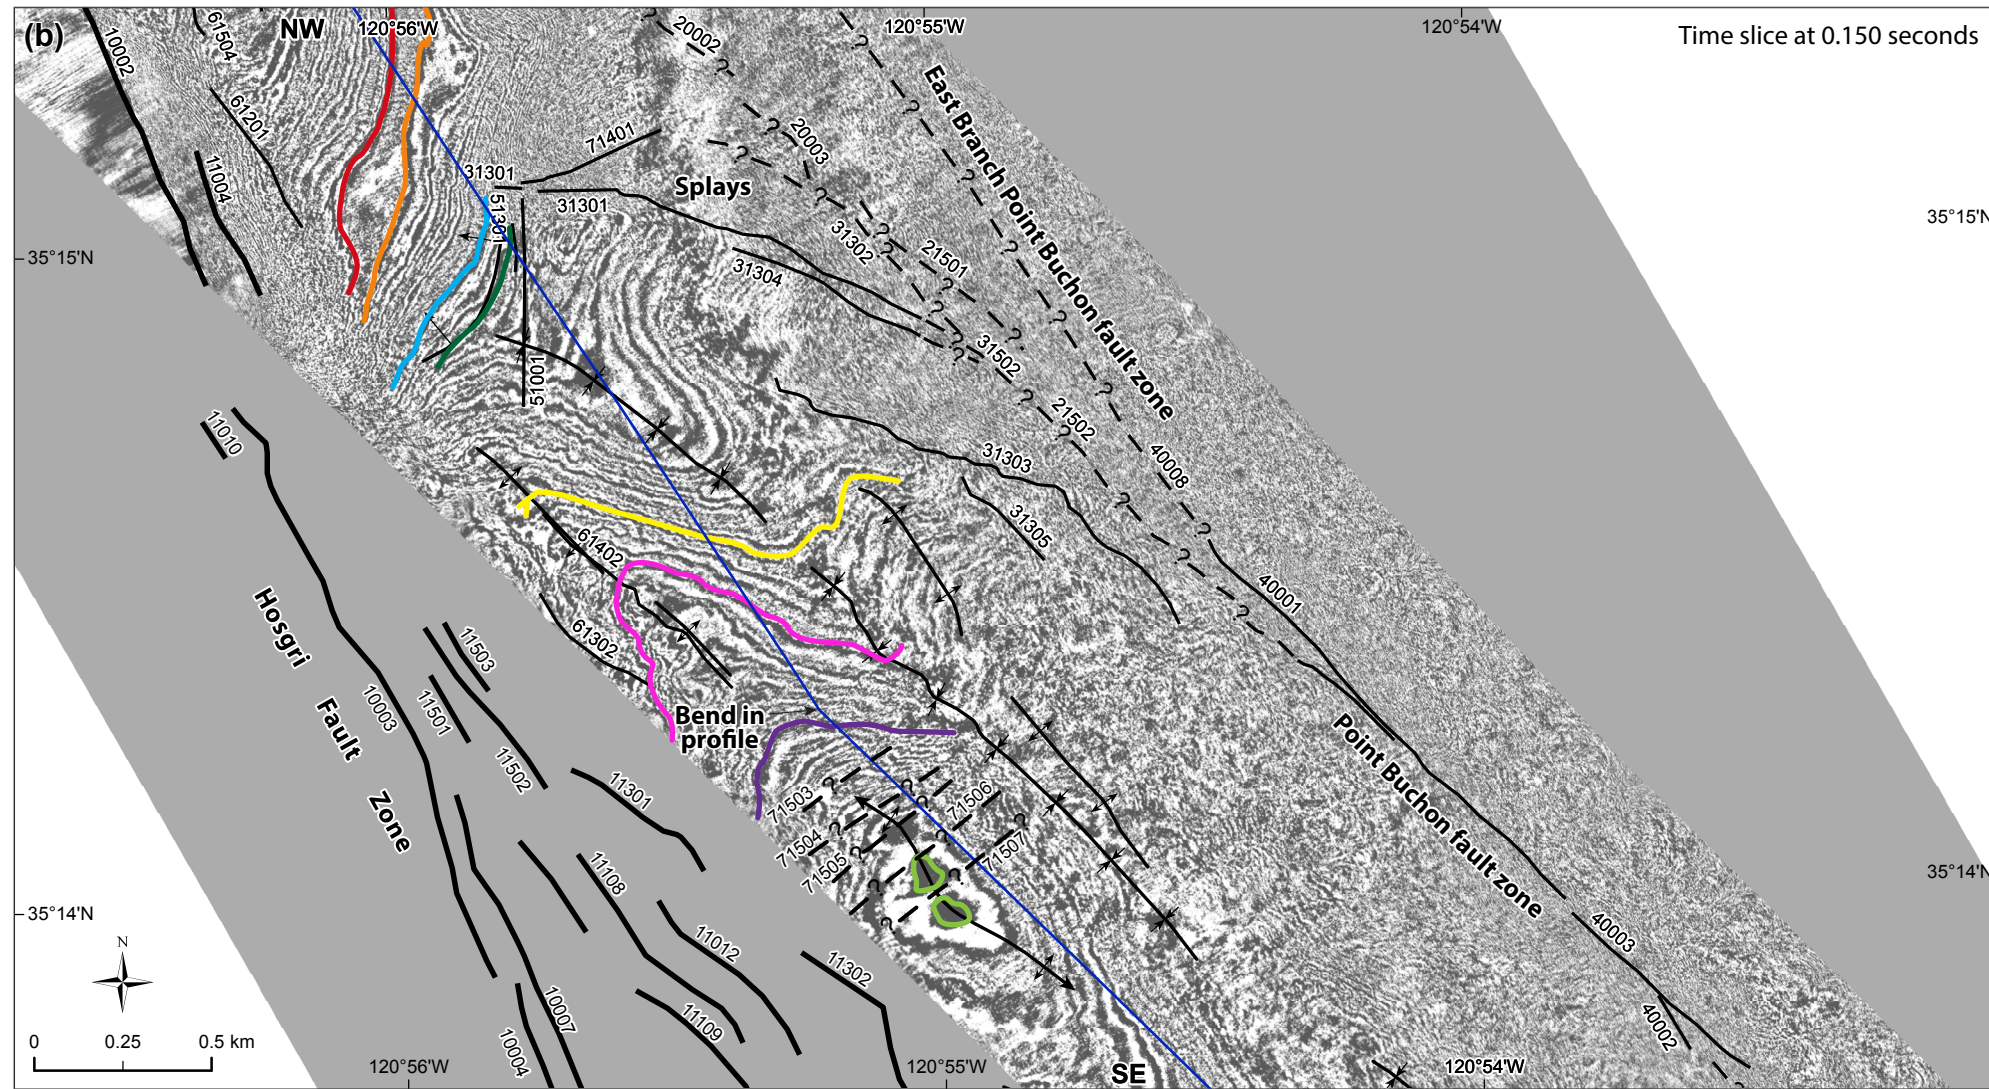 (b)
NW
120°56'W
120°55'W
120°54'W
Time slice at 0.150 seconds
10002
61504
61201
11004
20002
20003
71401
31301
31301
51301
Splays
East Branch Point Buchon fault zone
35°15'N
35°15'N
31302
21501
31304
31502
21502
51001
11010
40008
31303
31305
61402
61302
40001
Hosgri
Fault
Zone
10003
11503
11501
11502
Bend in
profile
Point Buchon fault zone
11301
71503
71504
71505
71506
71507
35°14'N
35°14'N
11108
11012
11302
11109
10007
10004
40003
40002
N
0 0.25 0.5 km
120°56'W
120°55'W
120°54'W
SE
? ? ? ? ? ? ? ? ? ? ? ? ? ? ? ? ? ? ? ? ? ? ? ? ? ? ? ? ? ? ? ? ? ? ?